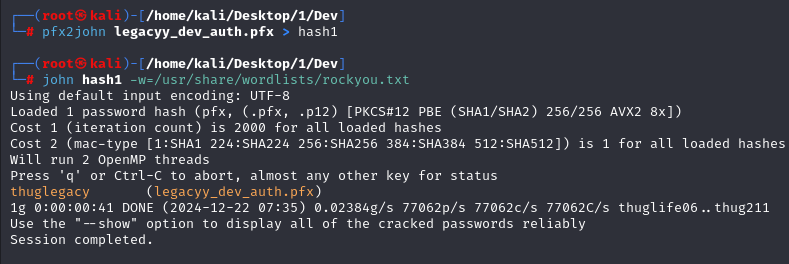 ┌──(root㉿kali)-[/home/kali/Desktop/1/Dev]
└─# pfx2john legacyy_dev_auth.pfx > hash1
┌──(root㉿kali)-[/home/kali/Desktop/1/Dev]
└─# john hash1 -w=/usr/share/wordlists/rockyou.txt
Using default input encoding: UTF-8
Loaded 1 password hash (pfx, (.pfx, .p12) [PKCS#12 PBE (SHA1/SHA2) 256/256 AVX2 8x])
Cost 1 (iteration count) is 2000 for all loaded hashes
Cost 2 (mac-type [1:SHA1 224:SHA224 256:SHA256 384:SHA384 512:SHA512]) is 1 for all loaded hashes
Will run 2 OpenMP threads
Press 'q' or Ctrl-C to abort, almost any other key for status
thuglegacy       (legacyy_dev_auth.pfx)
1g 0:00:00:41 DONE (2024-12-22 07:35) 0.02384g/s 77062p/s 77062c/s 77062C/s thuglife06..thug211
Use the "--show" option to display all of the cracked passwords reliably
Session completed.